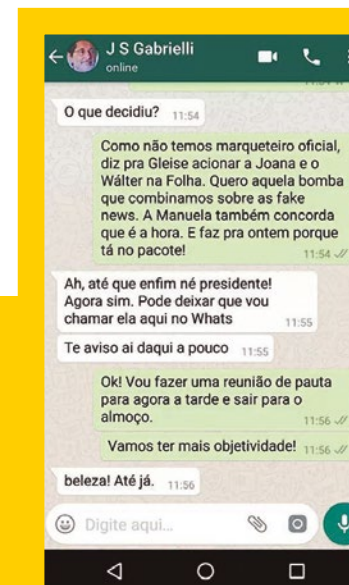 J S Gabrielli
online
O que decidiu? 11:54
Como não temos marqueteiro oficial,
diz pra Gleise acionar a Joana e o
Wálter na Folha. Quero aquela bomba
que combinamos sobre as fake
news. A Manuela também concorda
que é a hora. E faz pra ontem porque
tá no pacote!
11:54
Ah, até que enfim né presidente!
Agora sim. Pode deixar que vou
chamar ela aqui no Whats 11:55
Te aviso ai daqui a pouco 11:55
Ok! Vou fazer uma reunião de pauta
para agora a tarde e sair para o
almoço. 11:56
Vamos ter mais objetividade! 11:56
beleza! Até já. 11:56
Digite aqui...